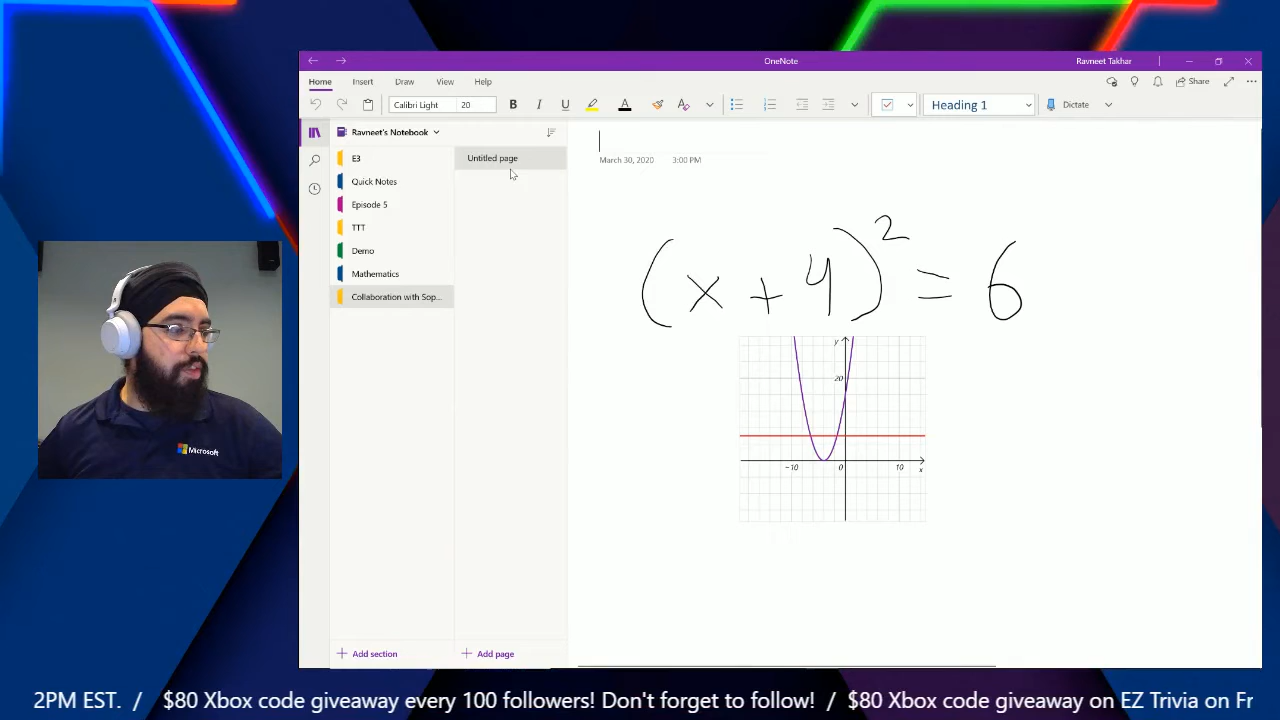 OneNote
Ravneet Takhar
Home Insert Draw View Help
Share
Calibri Light 20 B I U A Heading 1 Dictate
Ravneet's Notebook
E3
Quick Notes
Episode 5
TTT
Demo
Mathematics
Collaboration with Sop...
Add section
Untitled page
Add page
March 30, 2020 3:00 PM
(x + 4)² = 6
y
20
-10 0 10
x
Microsoft
2PM EST. / $80 Xbox code giveaway every 100 followers! Don't forget to follow! / $80 Xbox code giveaway on EZ Trivia on Fr